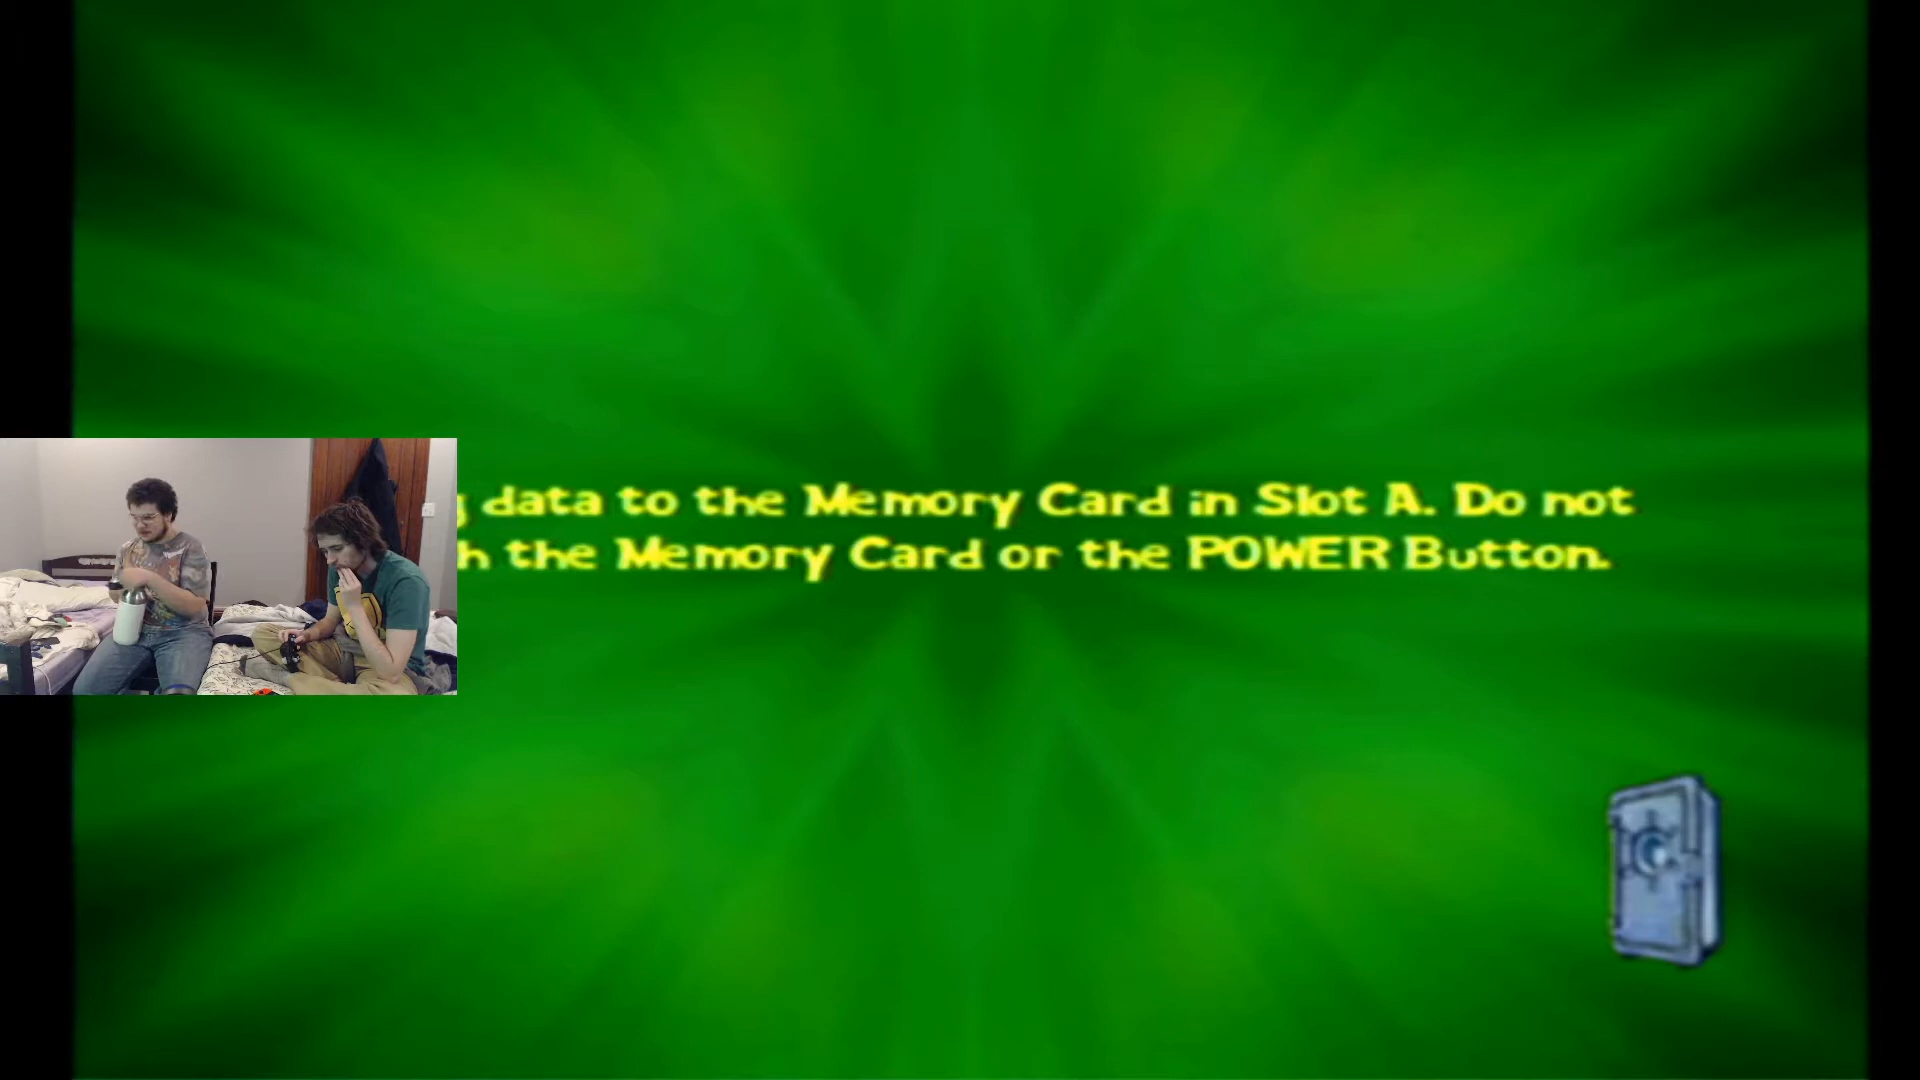 data to the Memory Card in Slot A. Do not
the Memory Card or the POWER Button.